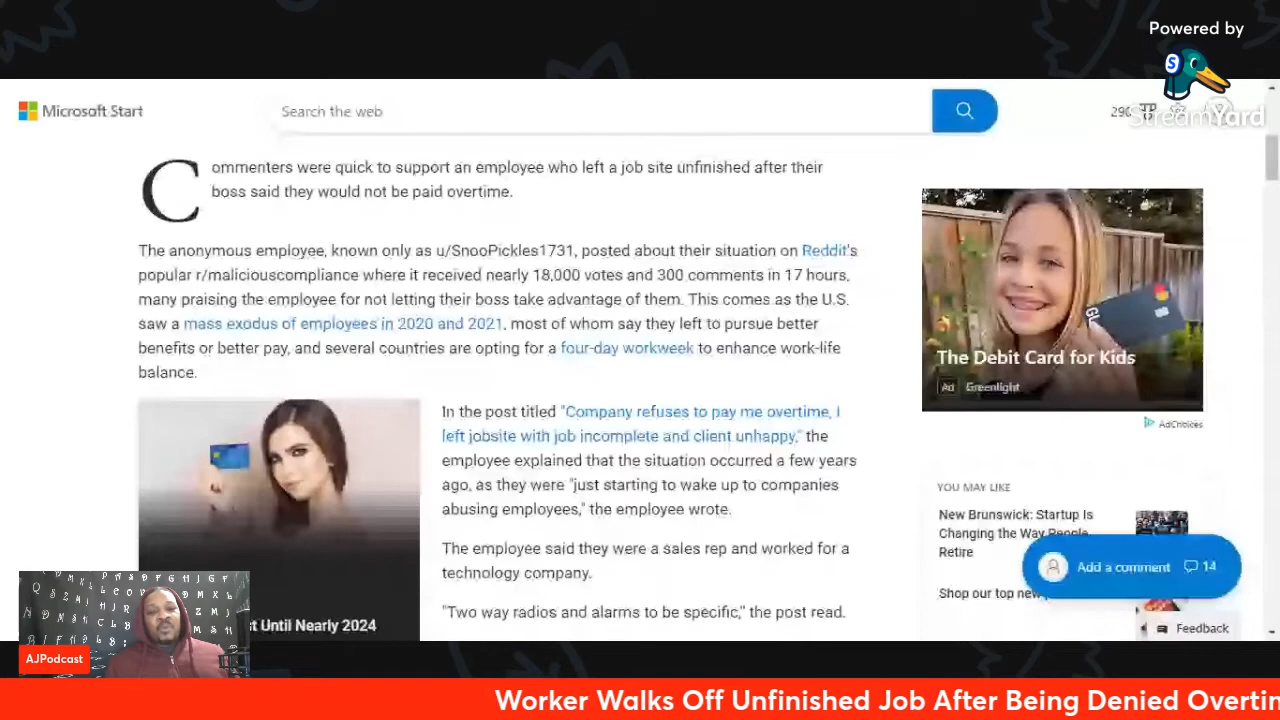 Powered by
StreamYard
Microsoft Start
Search the web
Commenters were quick to support an employee who left a job site unfinished after their
boss said they would not be paid overtime.
The anonymous employee, known only as u/SnooPickles1731, posted about their situation on Reddit's
popular r/maliciouscompliance where it received nearly 18,000 votes and 300 comments in 17 hours,
many praising the employee for not letting their boss take advantage of them. This comes as the U.S.
saw a mass exodus of employees in 2020 and 2021, most of whom say they left to pursue better
benefits or better pay, and several countries are opting for a four-day workweek to enhance work-life
balance.
In the post titled "Company refuses to pay me overtime, I
left jobsite with job incomplete and client unhappy," the
employee explained that the situation occurred a few years
ago, as they were "just starting to wake up to companies
abusing employees," the employee wrote.
The employee said they were a sales rep and worked for a
technology company.
"Two way radios and alarms to be specific," the post read.
t Until Nearly 2024
The Debit Card for Kids
Ad Greenlight
AdChoices
YOU MAY LIKE
New Brunswick: Startup Is
Changing the Way People
Retire
Shop our top new
Add a comment 14
Feedback
AJPodcast
Worker Walks Off Unfinished Job After Being Denied Overtin